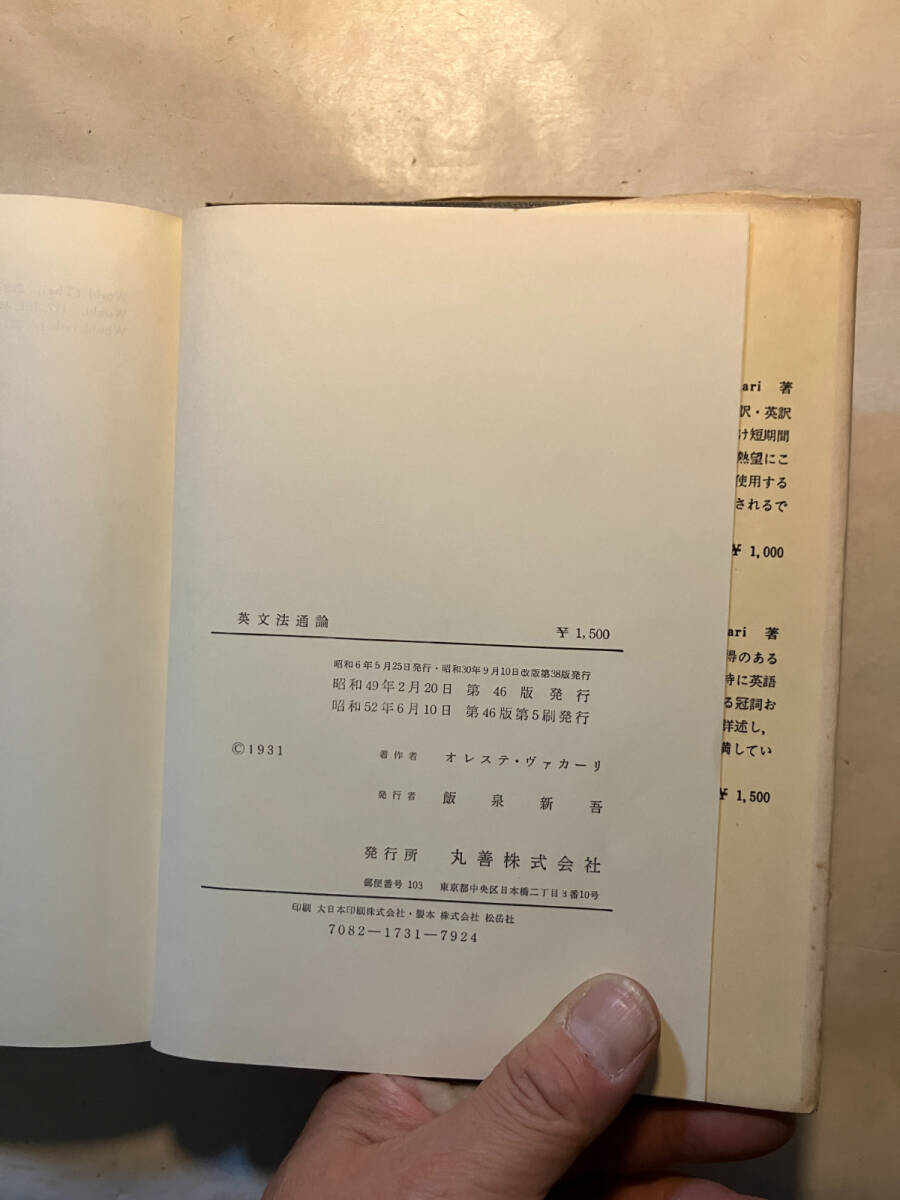 英文法通論
¥ 1,500
昭和6年5月25日発行・昭和30年9月10日改版第38版発行
昭和49年2月20日 第46版発行
昭和52年6月10日 第46版第5刷発行
©1931
著作者 オレステ・ヴァカーリ
発行者 飯泉新吾
発行所 丸善株式会社
郵便番号 103 東京都中央区日本橋二丁目3番10号
印刷 大日本印刷株式会社・製本 株式会社 松岳社
7082-1731-7924
ari 著
訳・英訳
け短期間
熱望にこ
使用する
されるで
¥ 1,000
ari 著
得のある
特に英語
る冠詞お
詳述し,
満してい
¥ 1,500